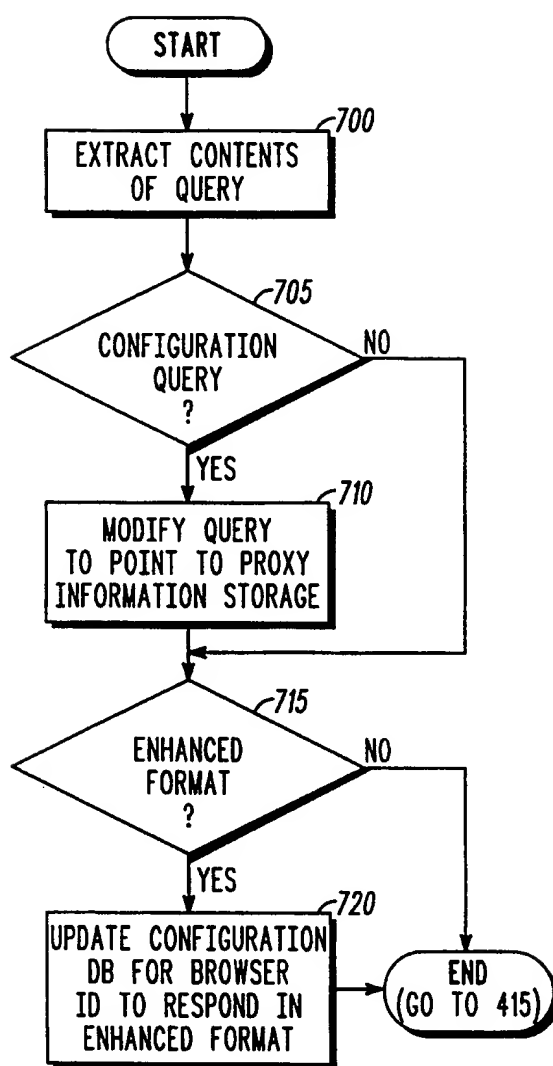 START
700
EXTRACT CONTENTS
OF QUERY
705
CONFIGURATION
QUERY
?
NO
YES
710
MODIFY QUERY
TO POINT TO PROXY
INFORMATION STORAGE
715
ENHANCED
FORMAT
?
NO
YES
720
UPDATE CONFIGURATION
DB FOR BROWSER
ID TO RESPOND IN
ENHANCED FORMAT
END
(GO TO 415)